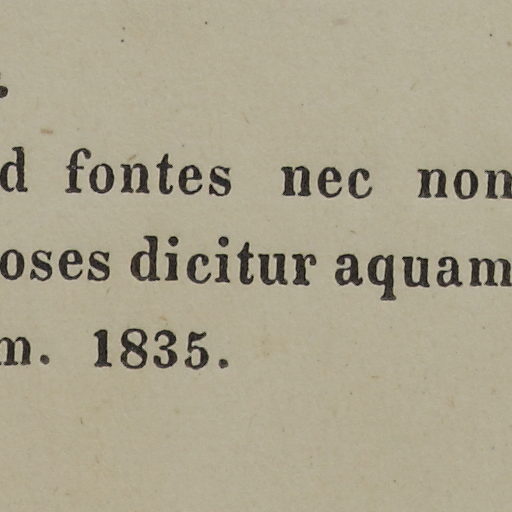 d fontes nec non
oses dicitur aquam
m. 1835.